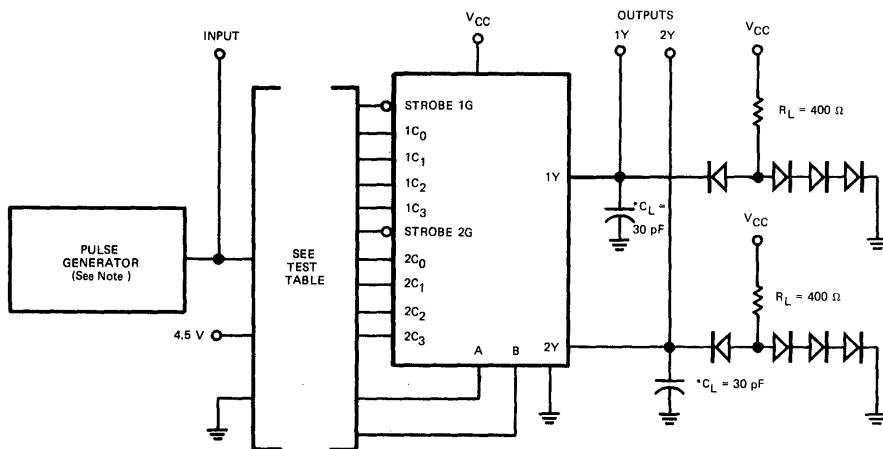 INPUT
VCC
OUTPUTS
1Y 2Y
VCC
STROBE 1G
1C0
1C1
1C2
1C3
STROBE 2G
2C0
2C1
2C2
2C3
A B
1Y
2Y
RL = 400 Ω
*CL =
30 pF
VCC
RL = 400 Ω
*CL = 30 pF
PULSE
GENERATOR
(See Note )
4.5 V
SEE
TEST
TABLE